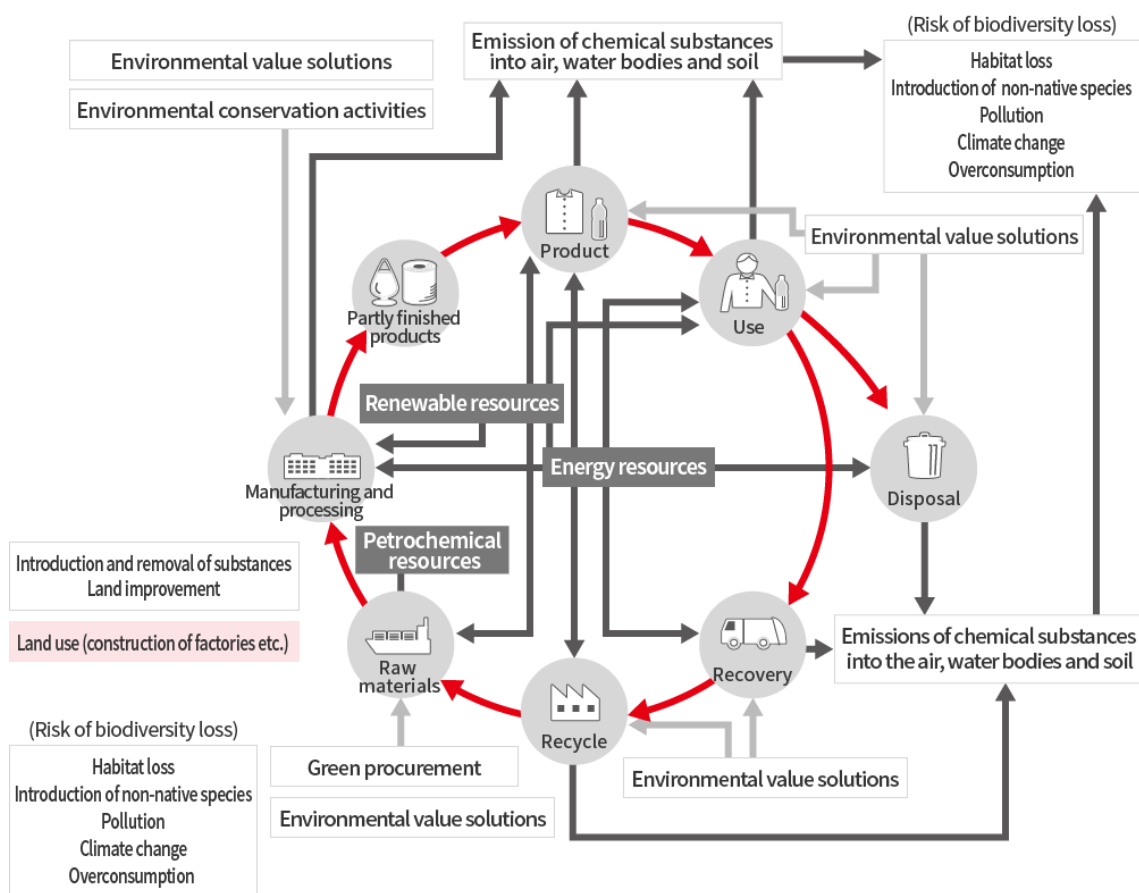 Environmental value solutions
Environmental conservation activities
Emission of chemical substances
into air, water bodies and soil
(Risk of biodiversity loss)
Habitat loss
Introduction of non-native species
Pollution
Climate change
Overconsumption
Product
Environmental value solutions
Partly finished
products
Use
Renewable resources
Energy resources
Manufacturing and
processing
Disposal
Petrochemical
resources
Introduction and removal of substances
Land improvement
Land use (construction of factories etc.)
Raw
materials
Recovery
Emissions of chemical substances
into the air, water bodies and soil
Recycle
(Risk of biodiversity loss)
Habitat loss
Introduction of non-native species
Pollution
Climate change
Overconsumption
Green procurement
Environmental value solutions
Environmental value solutions